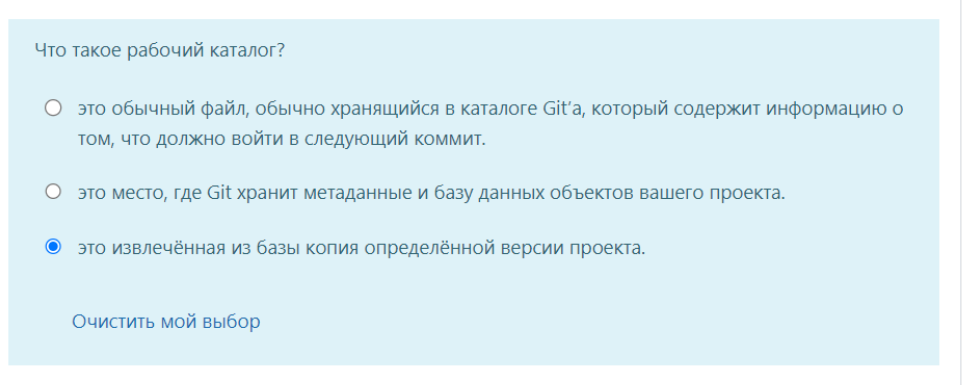 Что такое рабочий каталог?
это обычный файл, обычно хранящийся в каталоге Git'а, который содержит информацию о
том, что должно войти в следующий коммит.
это место, где Git хранит метаданные и базу данных объектов вашего проекта.
это извлечённая из базы копия определённой версии проекта.
Очистить мой выбор